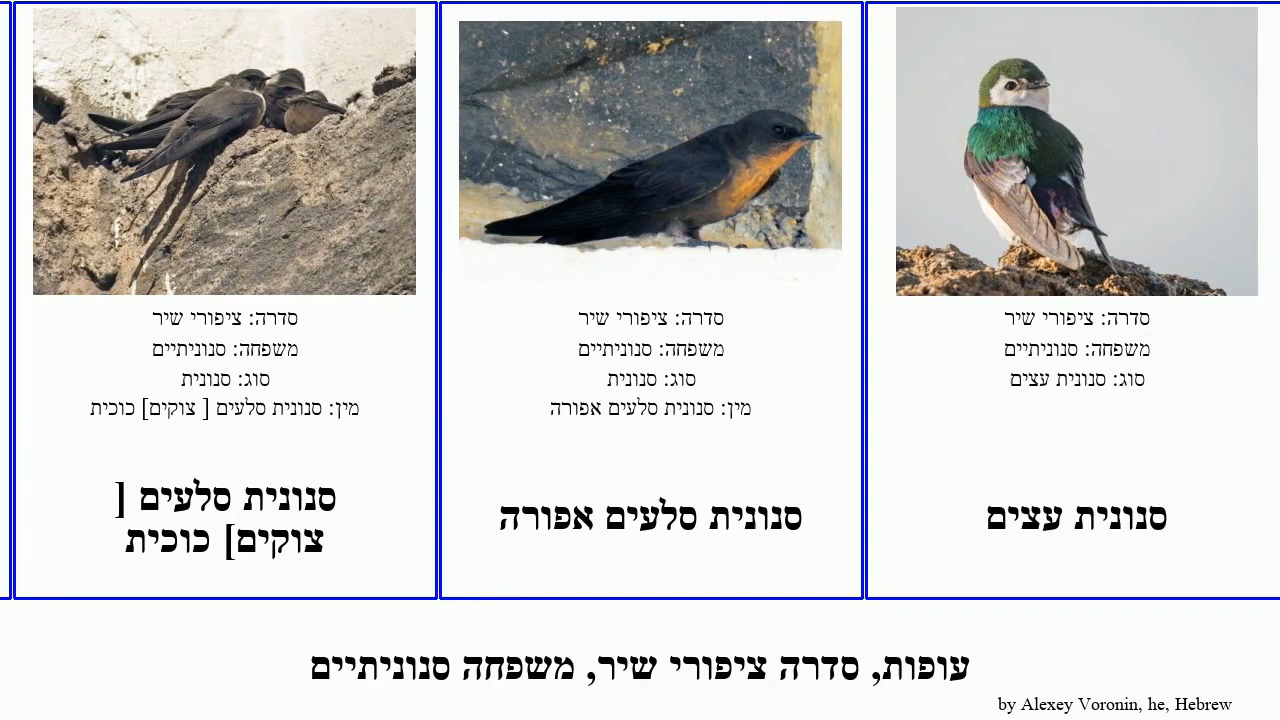 סדרה: ציפורי שיר
משפחה: סנוניתיים
סוג: סנונית עצים
סנונית עצים
סדרה: ציפורי שיר
משפחה: סנוניתיים
סוג: סנונית
מין: סנונית סלעים אפורה
סנונית סלעים אפורה
סדרה: ציפורי שיר
משפחה: סנוניתיים
סוג: סנונית
מין: סנונית סלעים [ צוקים] כוכית
סנונית סלעים [
צוקים] כוכית
עופות, סדרה ציפורי שיר, משפחה סנוניתיים
by Alexey Voronin, he, Hebrew